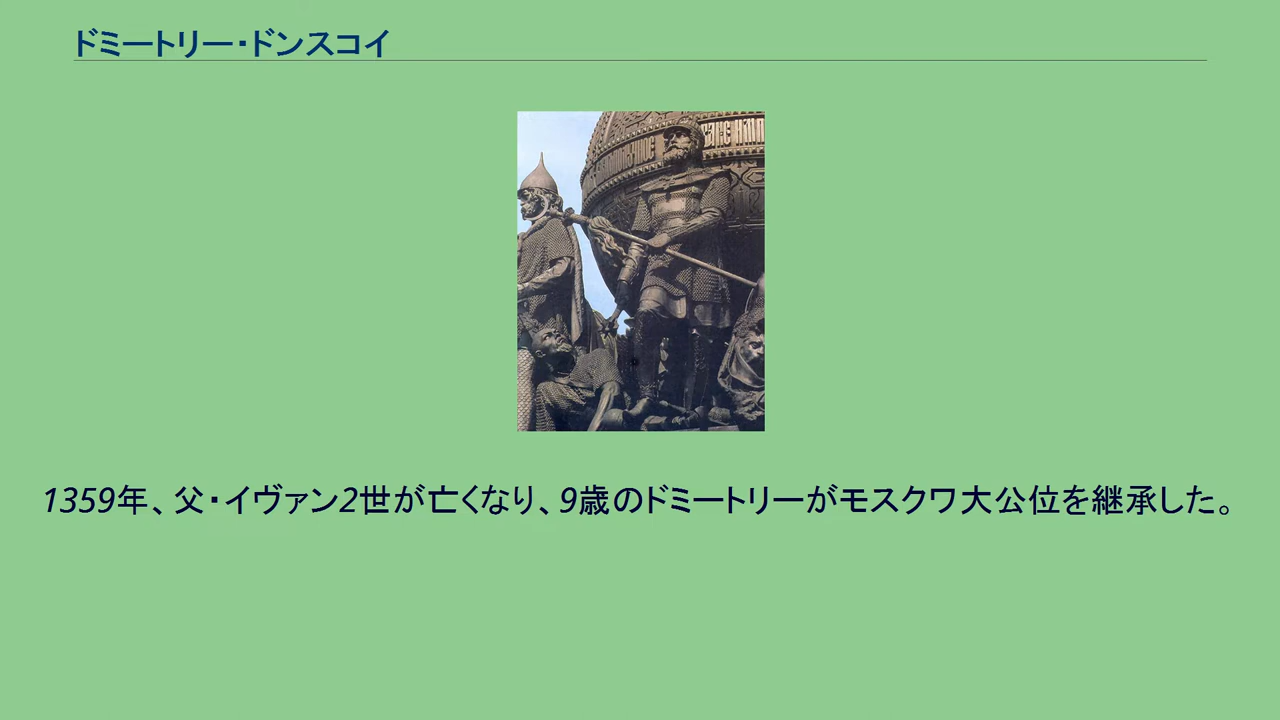 ドミートリー・ドンスコイ
1359年、父・イヴァン2世が亡くなり、9歳のドミートリーがモスクワ大公位を継承した。